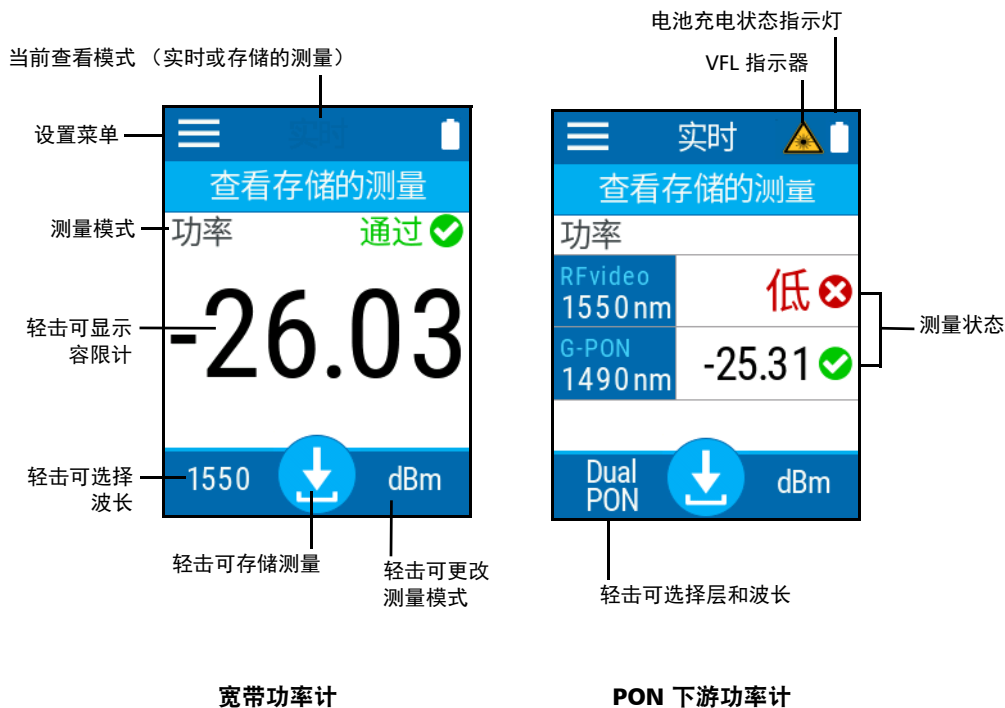 电池充电状态指示灯
当前查看模式 （实时或存储的测量）
VFL 指示器
设置菜单
实时
查看存储的测量
测量模式
功率
通过
轻击可显示
容限计
-26.03
轻击可选择
波长
1550
dBm
轻击可存储测量
轻击可更改
测量模式
宽带功率计
实时
查看存储的测量
功率
RFvideo
1550nm
低
G-PON
1490nm
-25.31
测量状态
Dual
PON
dBm
轻击可选择层和波长
PON 下游功率计